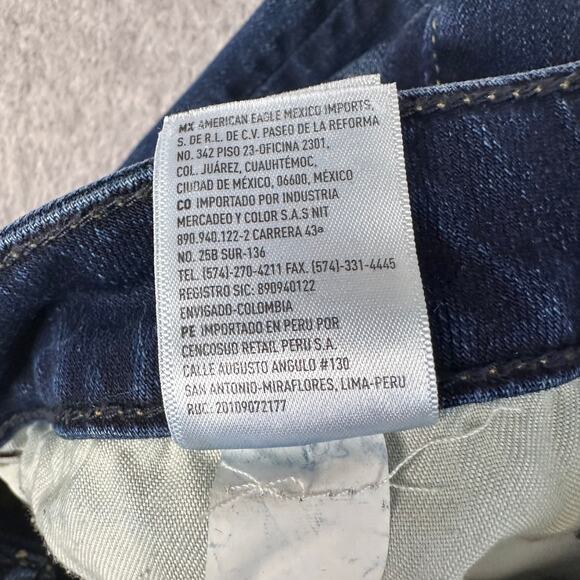 MX AMERICAN EAGLE MEXICO IMPORTS,
S. DE R.L. DE C.V. PASEO DE LA REFORMA
NO. 342 PISO 23-OFICINA 2301,
COL. JUÁREZ, CUAUHTÉMOC,
CIUDAD DE MÉXICO, 06600, MÉXICO
CO IMPORTADO POR INDUSTRIA
MERCADEO Y COLOR S.A.S NIT
890.940.122-2 CARRERA 43ª
NO. 25B SUR-136
TEL. (574)-270-4211 FAX. (574)-331-4445
REGISTRO SIC: 890940122
ENVIGADO-COLOMBIA
PE IMPORTADO EN PERU POR
CENCOSUD RETAIL PERU S.A.
CALLE AUGUSTO ANGULO #130
SAN ANTONIO-MIRAFLORES, LIMA-PERU
RUC: 20109072177